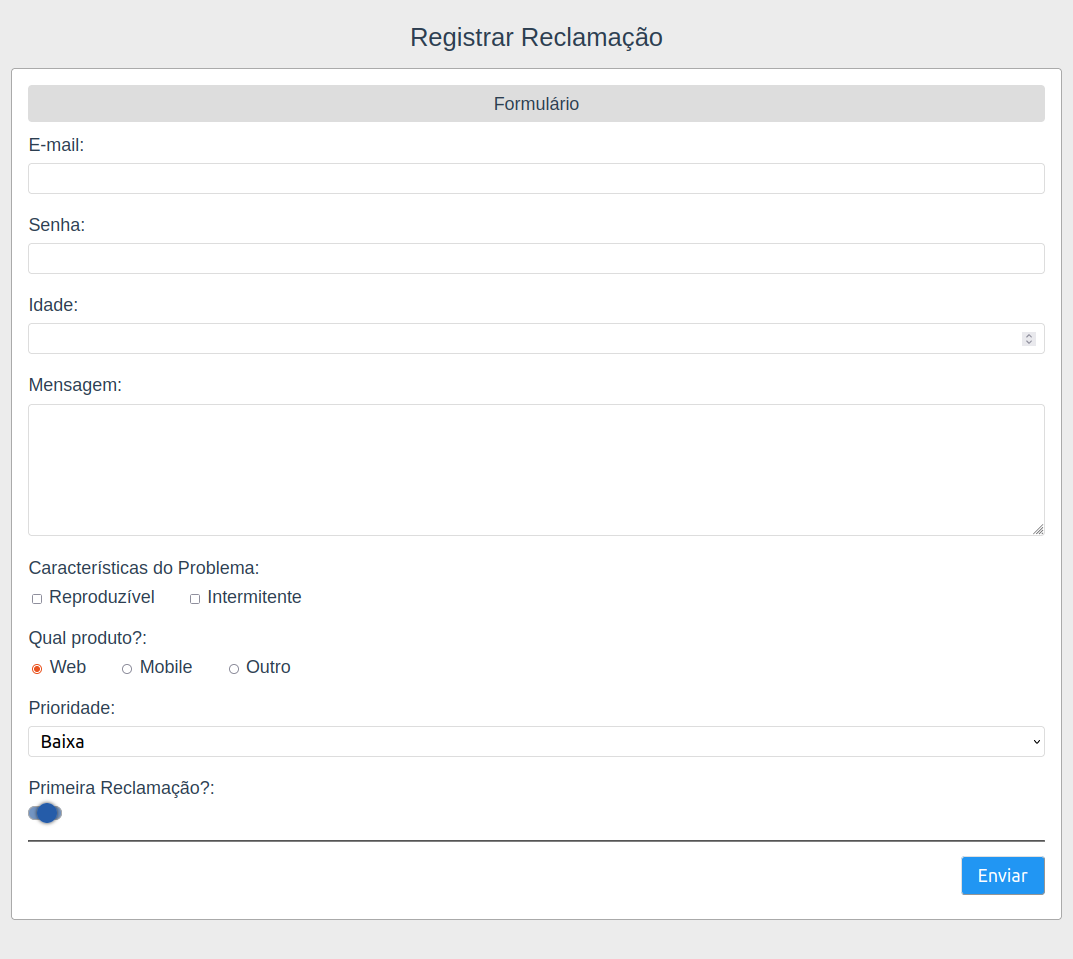 Registrar Reclamação
Formulário
E-mail:
Senha:
Idade:
Mensagem:
Características do Problema:
Reproduzível Intermitente
Qual produto?:
Web Mobile Outro
Prioridade:
Baixa
Primeira Reclamação?:
Enviar